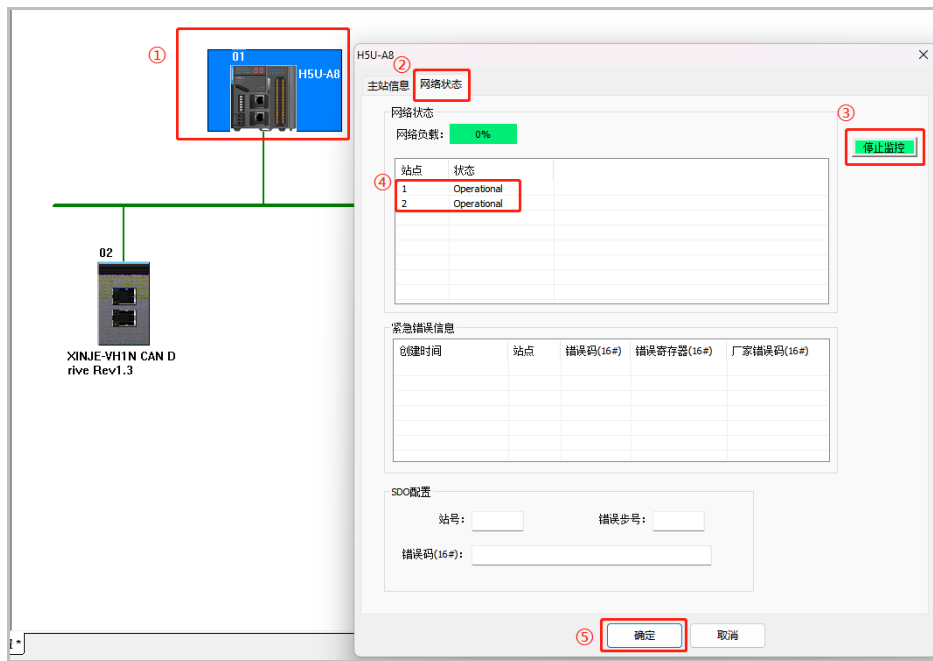 ①
01
H5U-A8
02
XINJE-VH1N CAN D
rive Rev1.3
H5U-A8
②
主站信息 网络状态
网络状态
网络负载： 0%
③
停止监控
站点 状态
④
1 Operational
2 Operational
紧急错误信息
创建时间 站点 错误码(16#) 错误寄存器(16#) 厂家错误码(16#)
SDO配置
站号： 错误步号：
错误码(16#)：
⑤
确定 取消